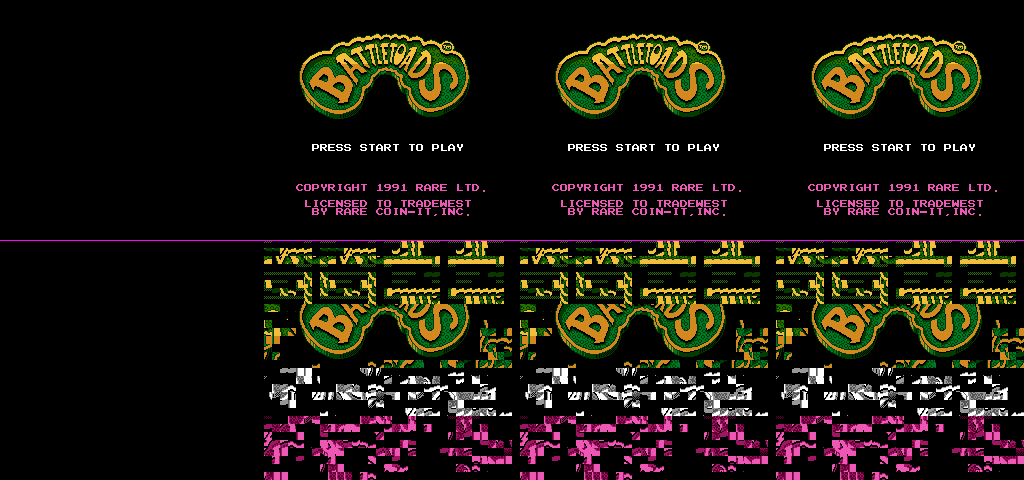 BATTLETOADS BATTLETOADS BATTLETOADS
PRESS START TO PLAY PRESS START TO PLAY PRESS START TO PLAY
COPYRIGHT 1991 RARE LTD. COPYRIGHT 1991 RARE LTD. COPYRIGHT 1991 RARE LTD.
LICENSED TO TRADEWEST LICENSED TO TRADEWEST LICENSED TO TRADEWEST
BY RARE COIN-IT,INC. BY RARE COIN-IT,INC. BY RARE COIN-IT,INC.